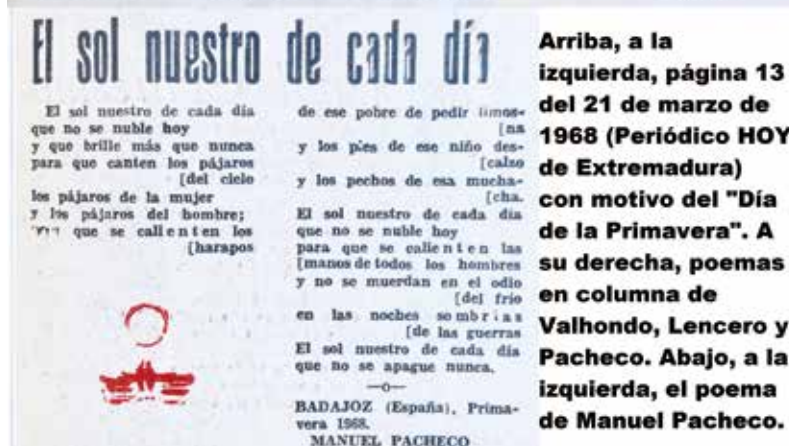 El sol nuestro de cada día
El sol nuestro de cada día
que no se nuble hoy
y que brille más que nunca
para que canten los pájaros
[del cielo
los pájaros de la mujer
y los pájaros del hombre;
que se calienten los
[harapos
de ese pobre de pedir limos-
[na
y los pies de ese niño des-
[calzo
y los pechos de esa mucha-
[cha.
El sol nuestro de cada día
que no se nuble hoy
para que se calienten las
[manos de todos los hombres
y no se muerdan en el odio
[del frío
en las noches sombrías
[de las guerras
El sol nuestro de cada día
que no se apague nunca.
—o—
BADAJOZ (España), Prima-
vera 1968.
MANUEL PACHECO
Arriba, a la
izquierda, página 13
del 21 de marzo de
1968 (Periódico HOY
de Extremadura)
con motivo del "Día
de la Primavera". A
su derecha, poemas
en columna de
Valhondo, Lencero y
Pacheco. Abajo, a la
izquierda, el poema
de Manuel Pacheco.